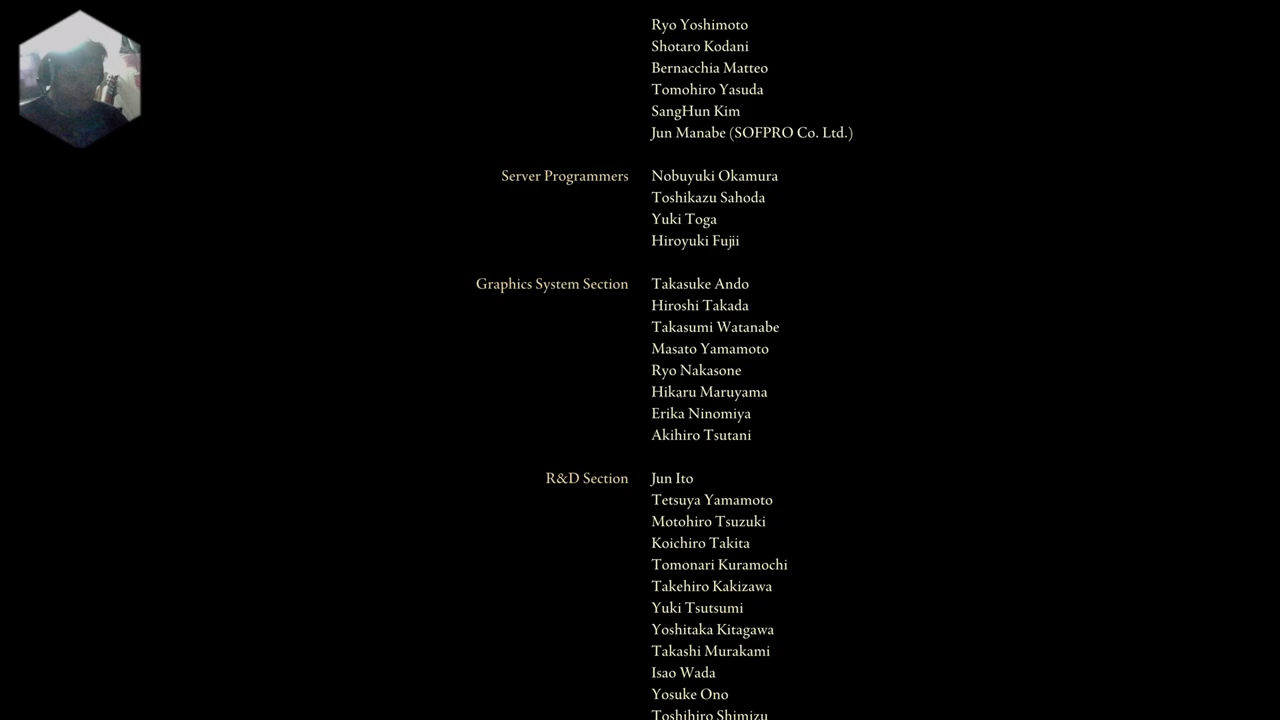 Ryo Yoshimoto
Shotaro Kodani
Bernacchia Matteo
Tomohiro Yasuda
SangHun Kim
Jun Manabe (SOFPRO Co. Ltd.)
Server Programmers Nobuyuki Okamura
Toshikazu Sahoda
Yuki Toga
Hiroyuki Fujii
Graphics System Section Takasuke Ando
Hiroshi Takada
Takasumi Watanabe
Masato Yamamoto
Ryo Nakasone
Hikaru Maruyama
Erika Ninomiya
Akihiro Tsutani
R&D Section Jun Ito
Tetsuya Yamamoto
Motohiro Tsuzuki
Koichiro Takita
Tomonari Kuramochi
Takehiro Kakizawa
Yuki Tsutsumi
Yoshitaka Kitagawa
Takashi Murakami
Isao Wada
Yosuke Ono
Toshihiro Shimizu